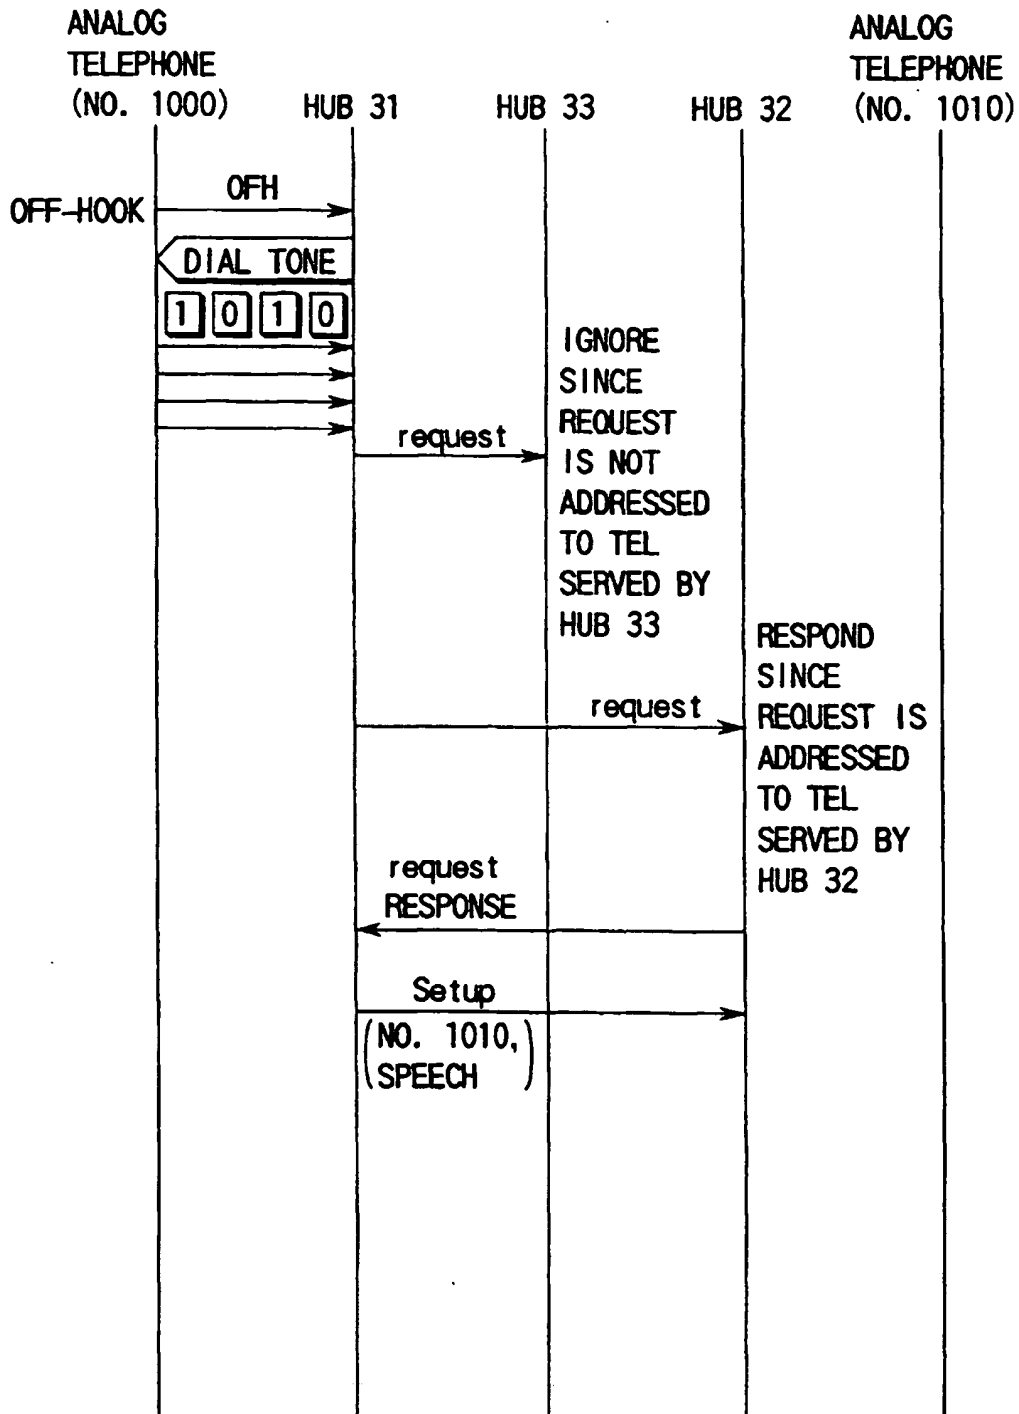 ANALOG
TELEPHONE
(NO. 1000)
HUB 31
HUB 33
HUB 32
ANALOG
TELEPHONE
(NO. 1010)
OFF-HOOK
OFH
DIAL TONE
1 0 1 0
request
IGNORE
SINCE
REQUEST
IS NOT
ADDRESSED
TO TEL
SERVED BY
HUB 33
request
RESPOND
SINCE
REQUEST IS
ADDRESSED
TO TEL
SERVED BY
HUB 32
request
RESPONSE
Setup
(NO. 1010,
SPEECH)